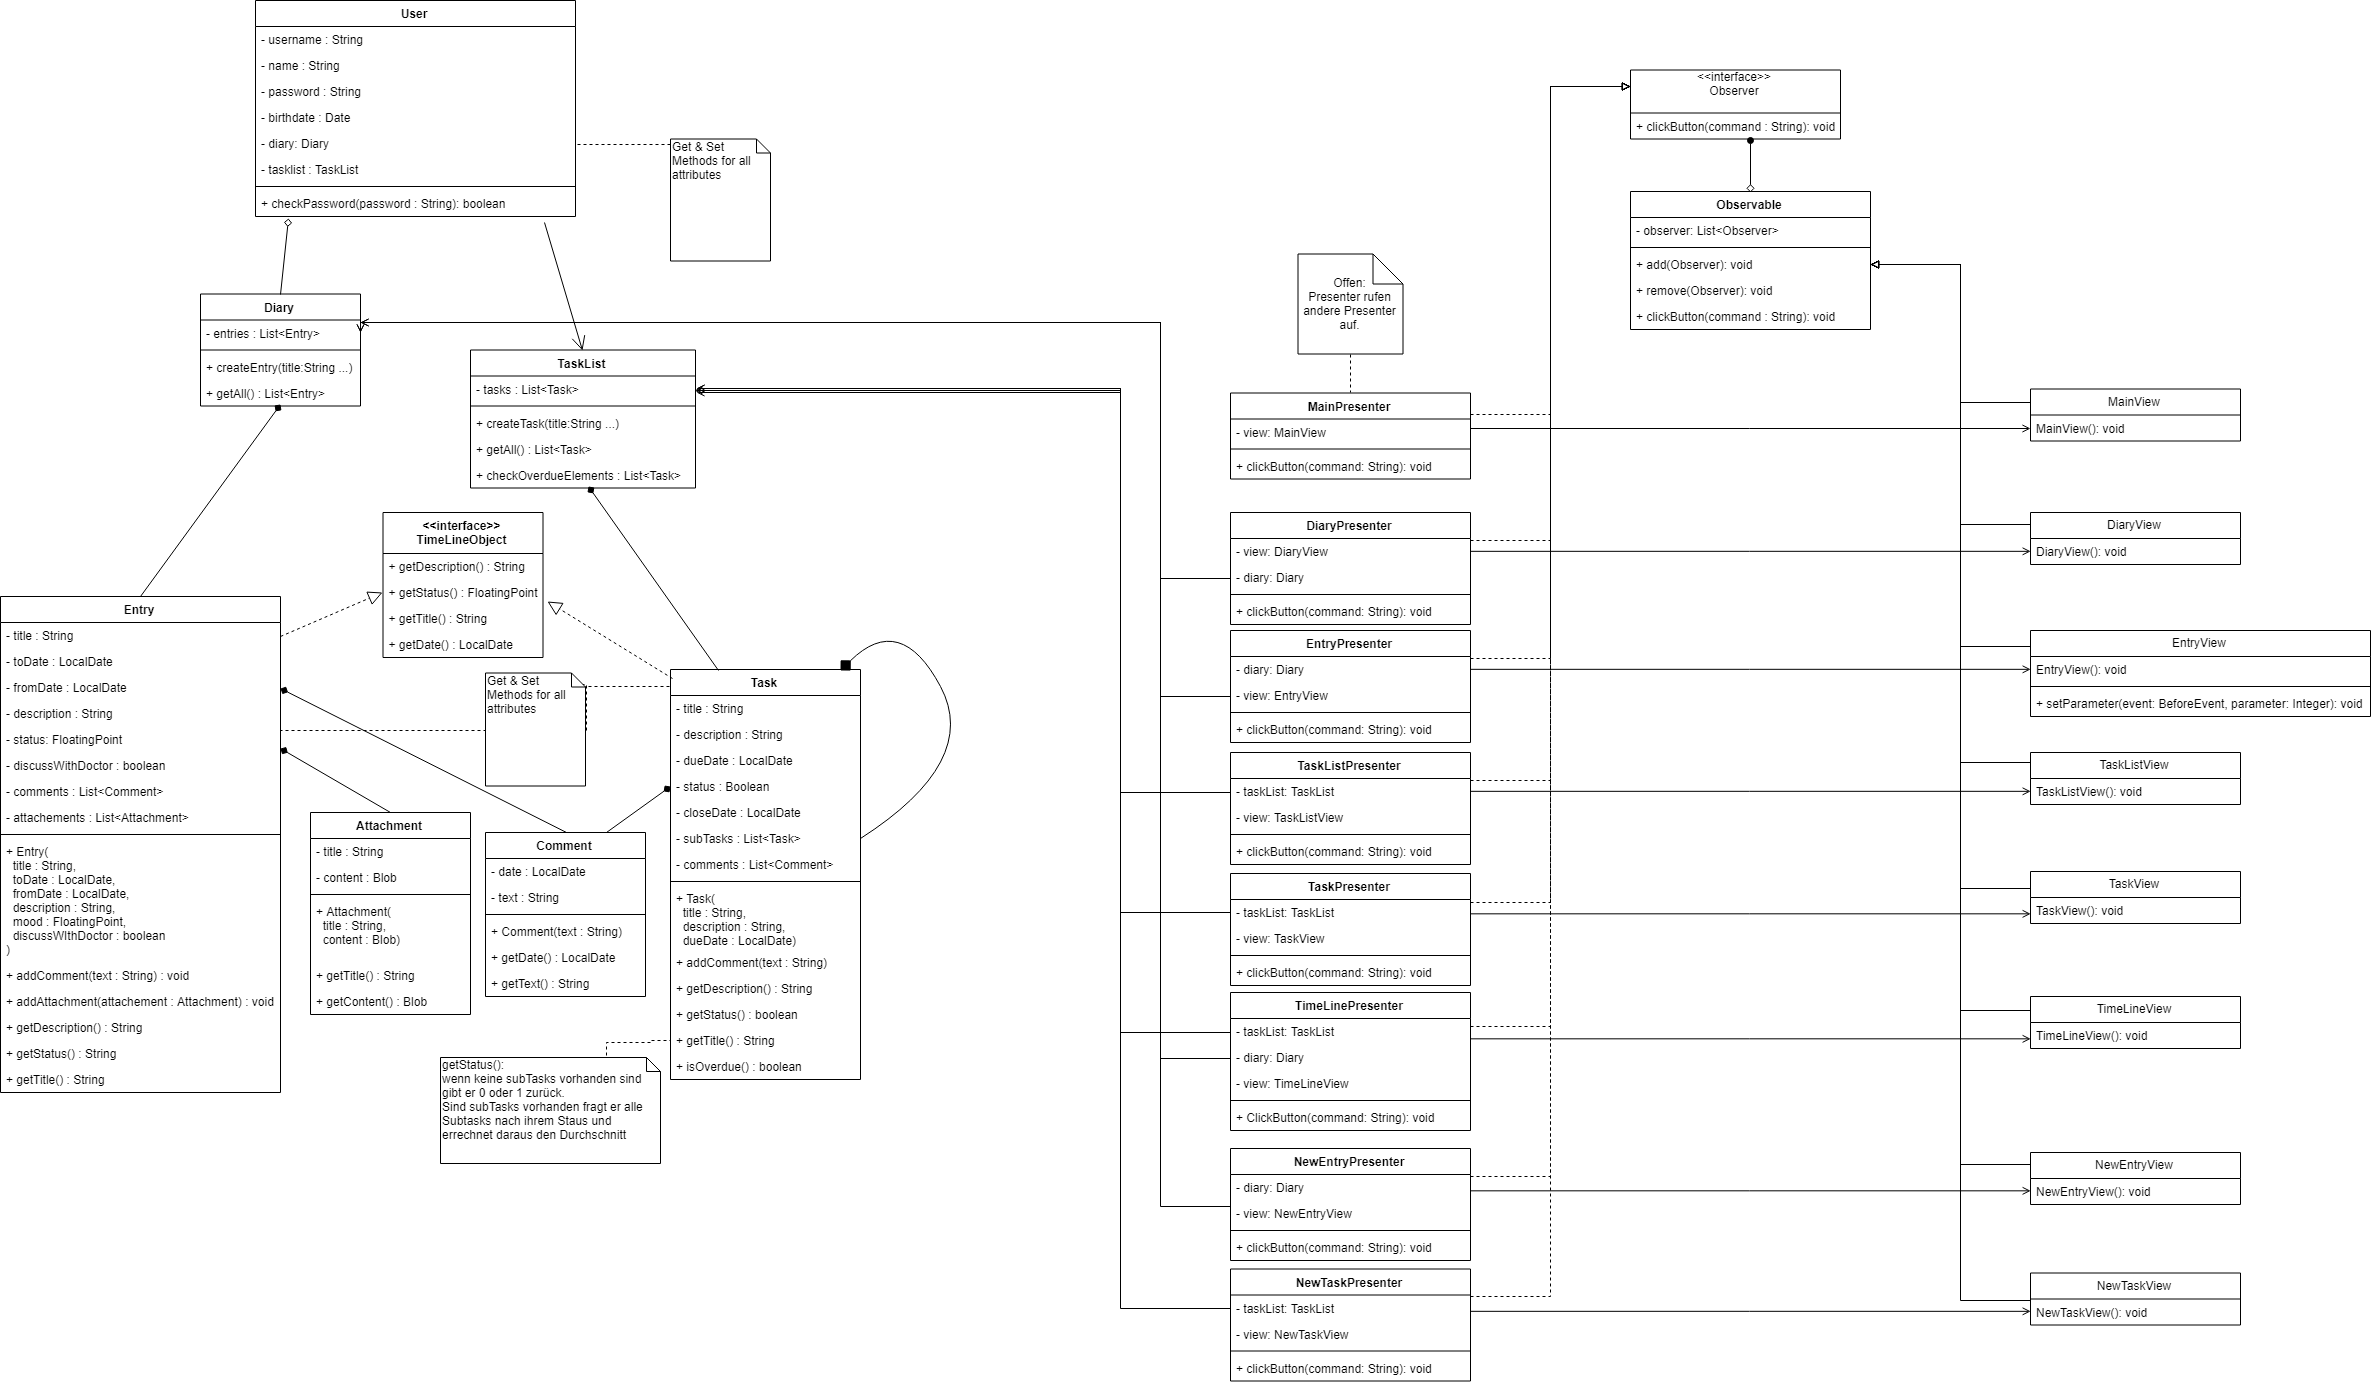 User
- username : String
- name : String
- password : String
- birthdate : Date
- diary: Diary
- tasklist : TaskList
+ checkPassword(password : String): boolean
Get & Set
Methods for all
attributes
Diary
- entries : List<Entry>
+ createEntry(title:String ...)
+ getAll() : List<Entry>
TaskList
- tasks : List<Task>
+ createTask(title:String ...)
+ getAll() : List<Task>
+ checkOverdueElements : List<Task>
<<interface>>
TimeLineObject
+ getDescription() : String
+ getStatus() : FloatingPoint
+ getTitle() : String
+ getDate() : LocalDate
Entry
- title : String
- toDate : LocalDate
- fromDate : LocalDate
- description : String
- status: FloatingPoint
- discussWithDoctor : boolean
- comments : List<Comment>
- attachements : List<Attachment>
+ Entry(
title : String,
toDate : LocalDate,
fromDate : LocalDate,
description : String,
mood : FloatingPoint,
discussWIthDoctor : boolean
)
+ addComment(text : String) : void
+ addAttachment(attachement : Attachment) : void
+ getDescription() : String
+ getStatus() : String
+ getTitle() : String
Get & Set
Methods for all
attributes
Attachment
- title : String
- content : Blob
+ Attachment(
title : String,
content : Blob)
+ getTitle() : String
+ getContent() : Blob
Comment
- date : LocalDate
- text : String
+ Comment(text : String)
+ getDate() : LocalDate
+ getText() : String
Task
- title : String
- description : String
- dueDate : LocalDate
- status : Boolean
- closeDate : LocalDate
- subTasks : List<Task>
- comments : List<Comment>
+ Task(
title : String,
description : String,
dueDate : LocalDate)
+ addComment(text : String)
+ getDescription() : String
+ getStatus() : boolean
+ getTitle() : String
+ isOverdue() : boolean
getStatus():
wenn keine subTasks vorhanden sind
gibt er 0 oder 1 zurück.
Sind subTasks vorhanden fragt er alle
Subtasks nach ihrem Staus und
errechnet daraus den Durchschnitt
Offen:
Presenter rufen
andere Presenter
auf.
MainPresenter
- view: MainView
+ clickButton(command: String): void
DiaryPresenter
- view: DiaryView
- diary: Diary
+ clickButton(command: String): void
EntryPresenter
- diary: Diary
- view: EntryView
+ clickButton(command: String): void
TaskListPresenter
- taskList: TaskList
- view: TaskListView
+ clickButton(command: String): void
TaskPresenter
- taskList: TaskList
- view: TaskView
+ clickButton(command: String): void
TimeLinePresenter
- taskList: TaskList
- diary: Diary
- view: TimeLineView
+ ClickButton(command: String): void
NewEntryPresenter
- diary: Diary
- view: NewEntryView
+ clickButton(command: String): void
NewTaskPresenter
- taskList: TaskList
- view: NewTaskView
+ clickButton(command: String): void
<<interface>>
Observer
+ clickButton(command : String): void
Observable
- observer: List<Observer>
+ add(Observer): void
+ remove(Observer): void
+ clickButton(command : String): void
MainView
MainView(): void
DiaryView
DiaryView(): void
EntryView
EntryView(): void
+ setParameter(event: BeforeEvent, parameter: Integer): void
TaskListView
TaskListView(): void
TaskView
TaskView(): void
TimeLineView
TimeLineView(): void
NewEntryView
NewEntryView(): void
NewTaskView
NewTaskView(): void